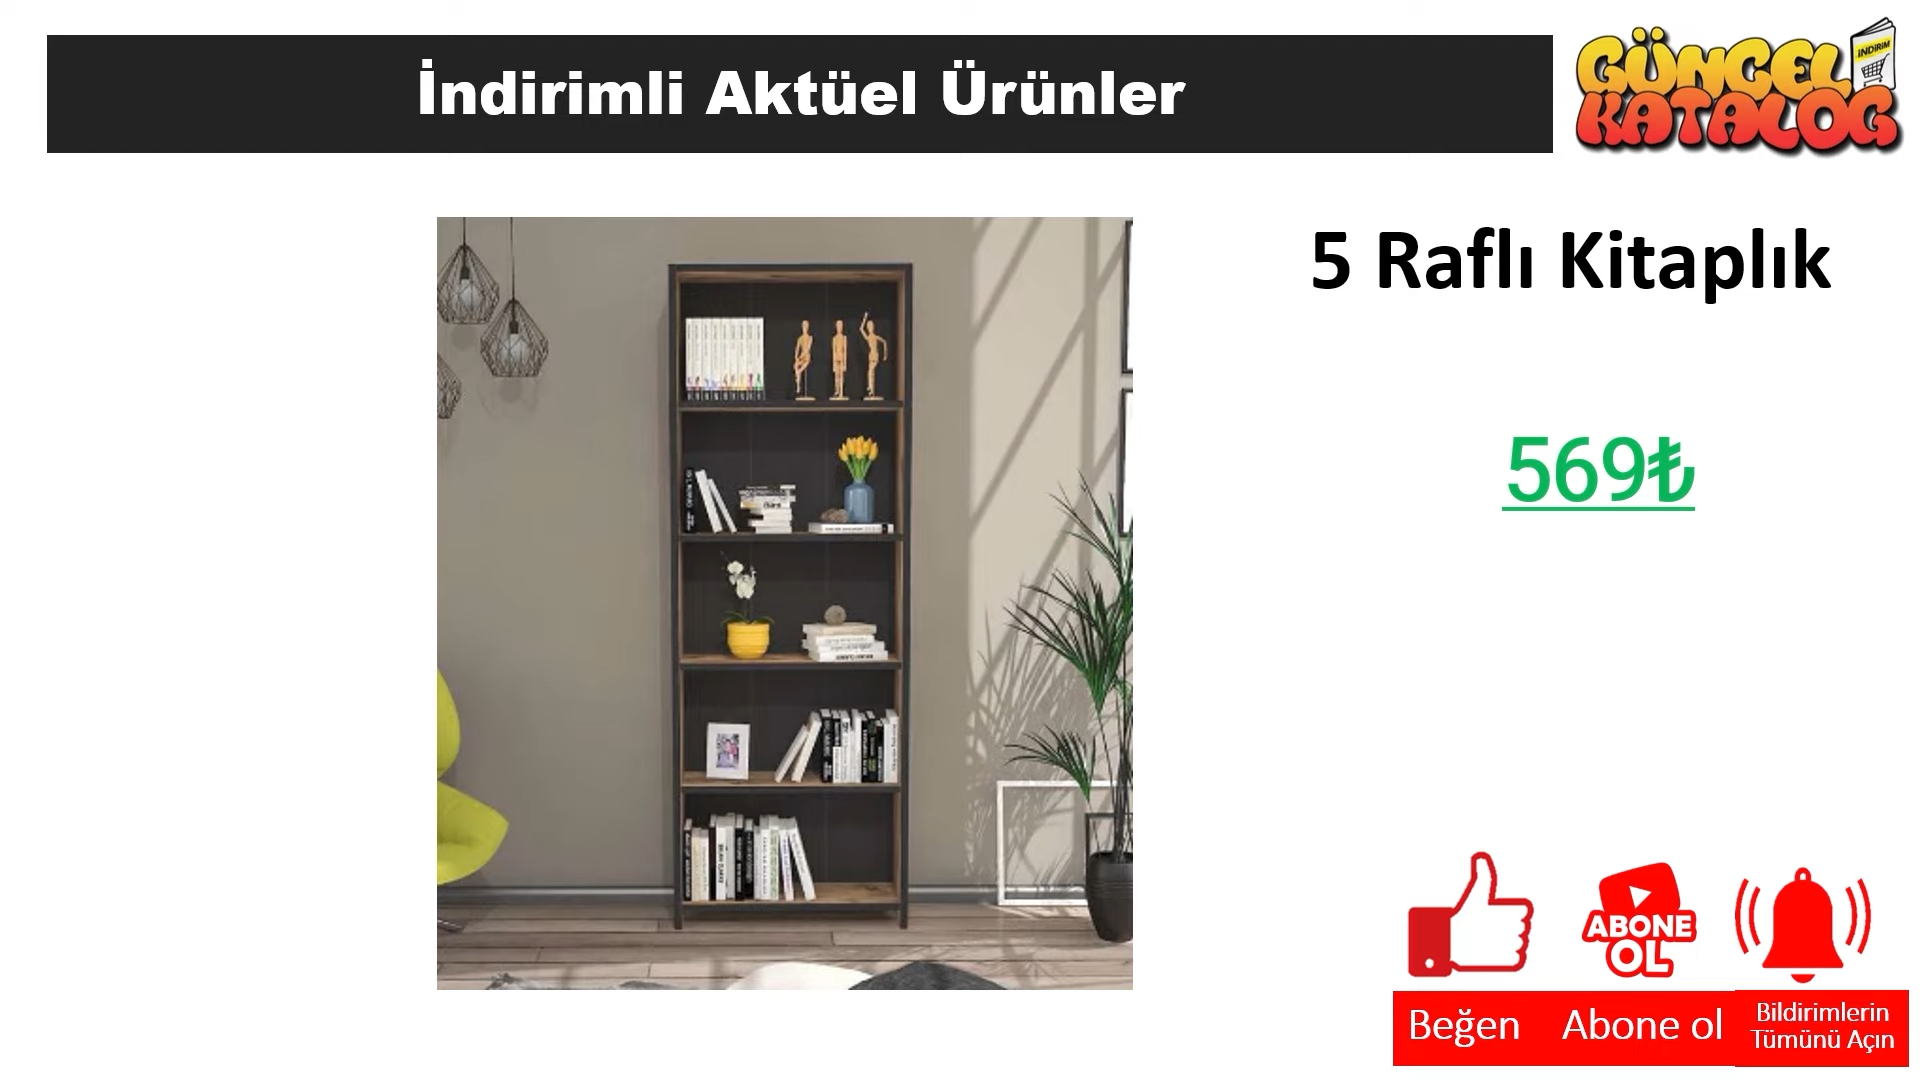 İndirimli Aktüel Ürünler
İNDİRİM
GÜNCEL
KATALOG
5 Raflı Kitaplık
569₺
ABONE
OL
Beğen
Abone ol
Bildirimlerin
Tümünü Açın